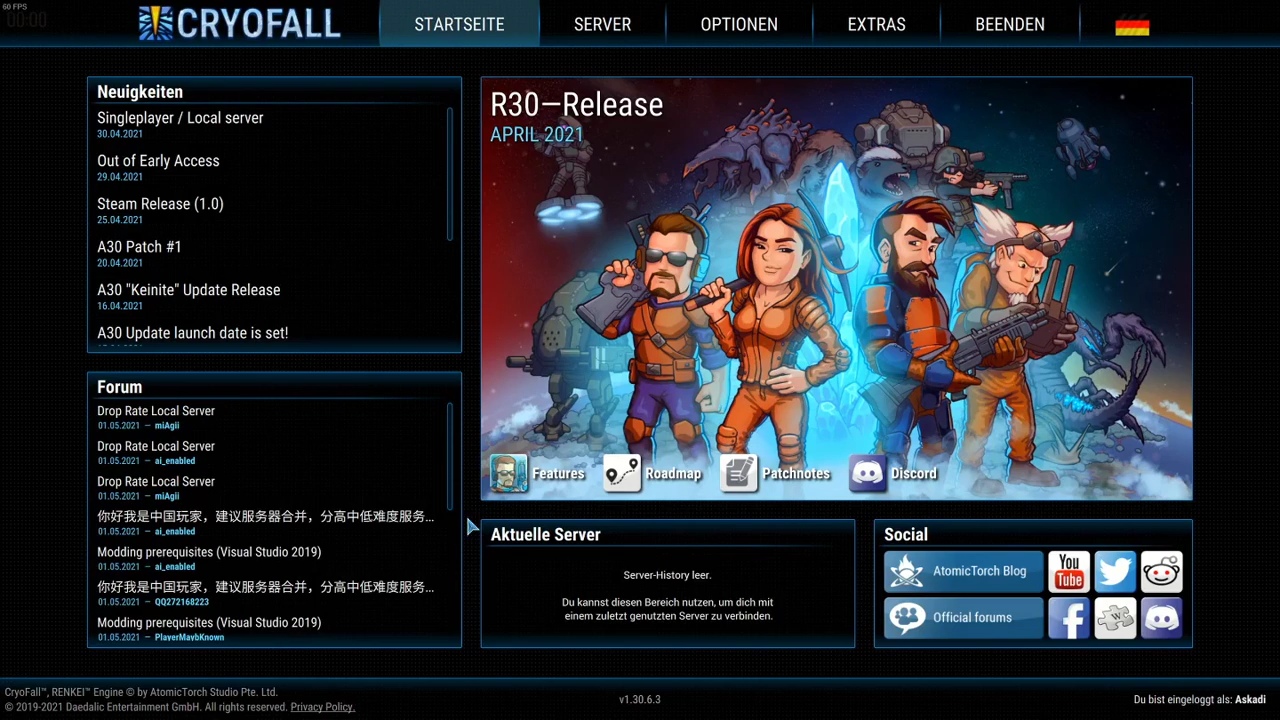 60 FPS
00:00
CRYOFALL
STARTSEITE
SERVER
OPTIONEN
EXTRAS
BEENDEN
Neuigkeiten
Singleplayer / Local server
30.04.2021
Out of Early Access
29.04.2021
Steam Release (1.0)
25.04.2021
A30 Patch #1
20.04.2021
A30 "Keinite" Update Release
16.04.2021
A30 Update launch date is set!
Forum
Drop Rate Local Server
01.05.2021 – miAgii
Drop Rate Local Server
01.05.2021 – ai_enabled
Drop Rate Local Server
01.05.2021 – miAgii
你好我是中国玩家，建议服务器合并，分高中低难度服务...
01.05.2021 – ai_enabled
Modding prerequisites (Visual Studio 2019)
01.05.2021 – ai_enabled
你好我是中国玩家，建议服务器合并，分高中低难度服务...
01.05.2021 – QQ272168223
Modding prerequisites (Visual Studio 2019)
01.05.2021 – PlayerMaybKnown
R30—Release
APRIL 2021
Features
Roadmap
Patchnotes
Discord
Aktuelle Server
Server-History leer.
Du kannst diesen Bereich nutzen, um dich mit
einem zuletzt genutzten Server zu verbinden.
Social
AtomicTorch Blog
You
Tube
Official forums
W
CryoFall™, RENKEI™ Engine © by AtomicTorch Studio Pte. Ltd.
© 2019-2021 Daedalic Entertainment GmbH. All rights reserved. Privacy Policy.
v1.30.6.3
Du bist eingeloggt als: Askadi